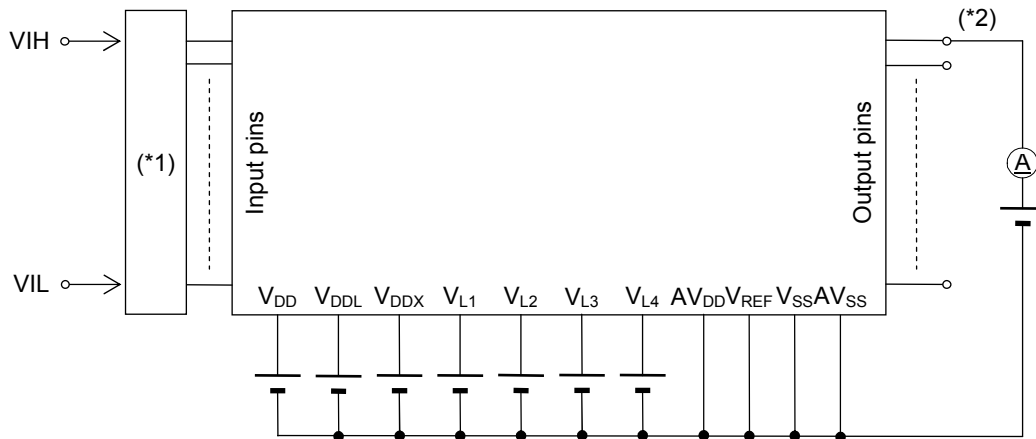 VIH
(*2)
(*1)
Input pins
Output pins
A
VIL
VDD VDDL VDDX VL1 VL2 VL3 VL4 AVDD VREF VSS AVSS